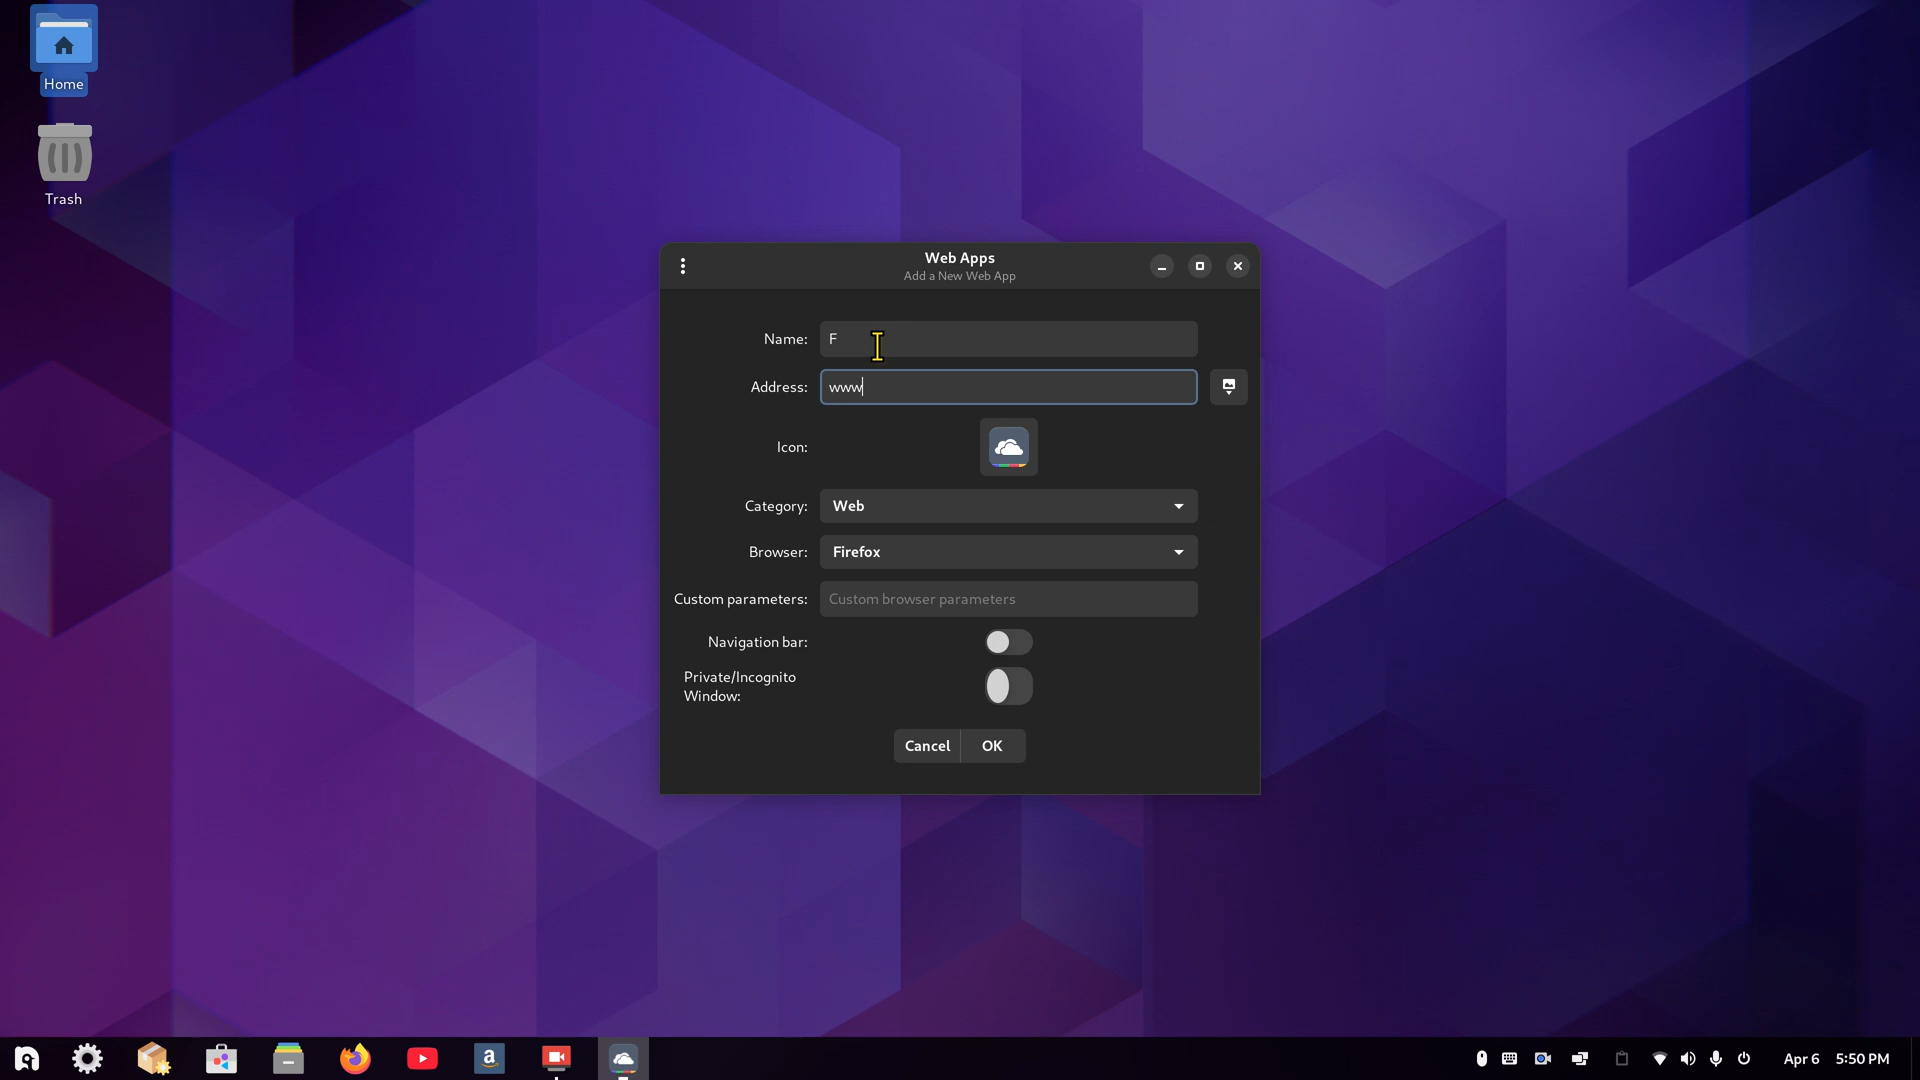 Home
Trash
Web Apps
Add a New Web App
Name: F
Address: www
Icon:
Category: Web
Browser: Firefox
Custom parameters: Custom browser parameters
Navigation bar:
Private/Incognito
Window:
Cancel OK
a
Apr 6 5:50 PM